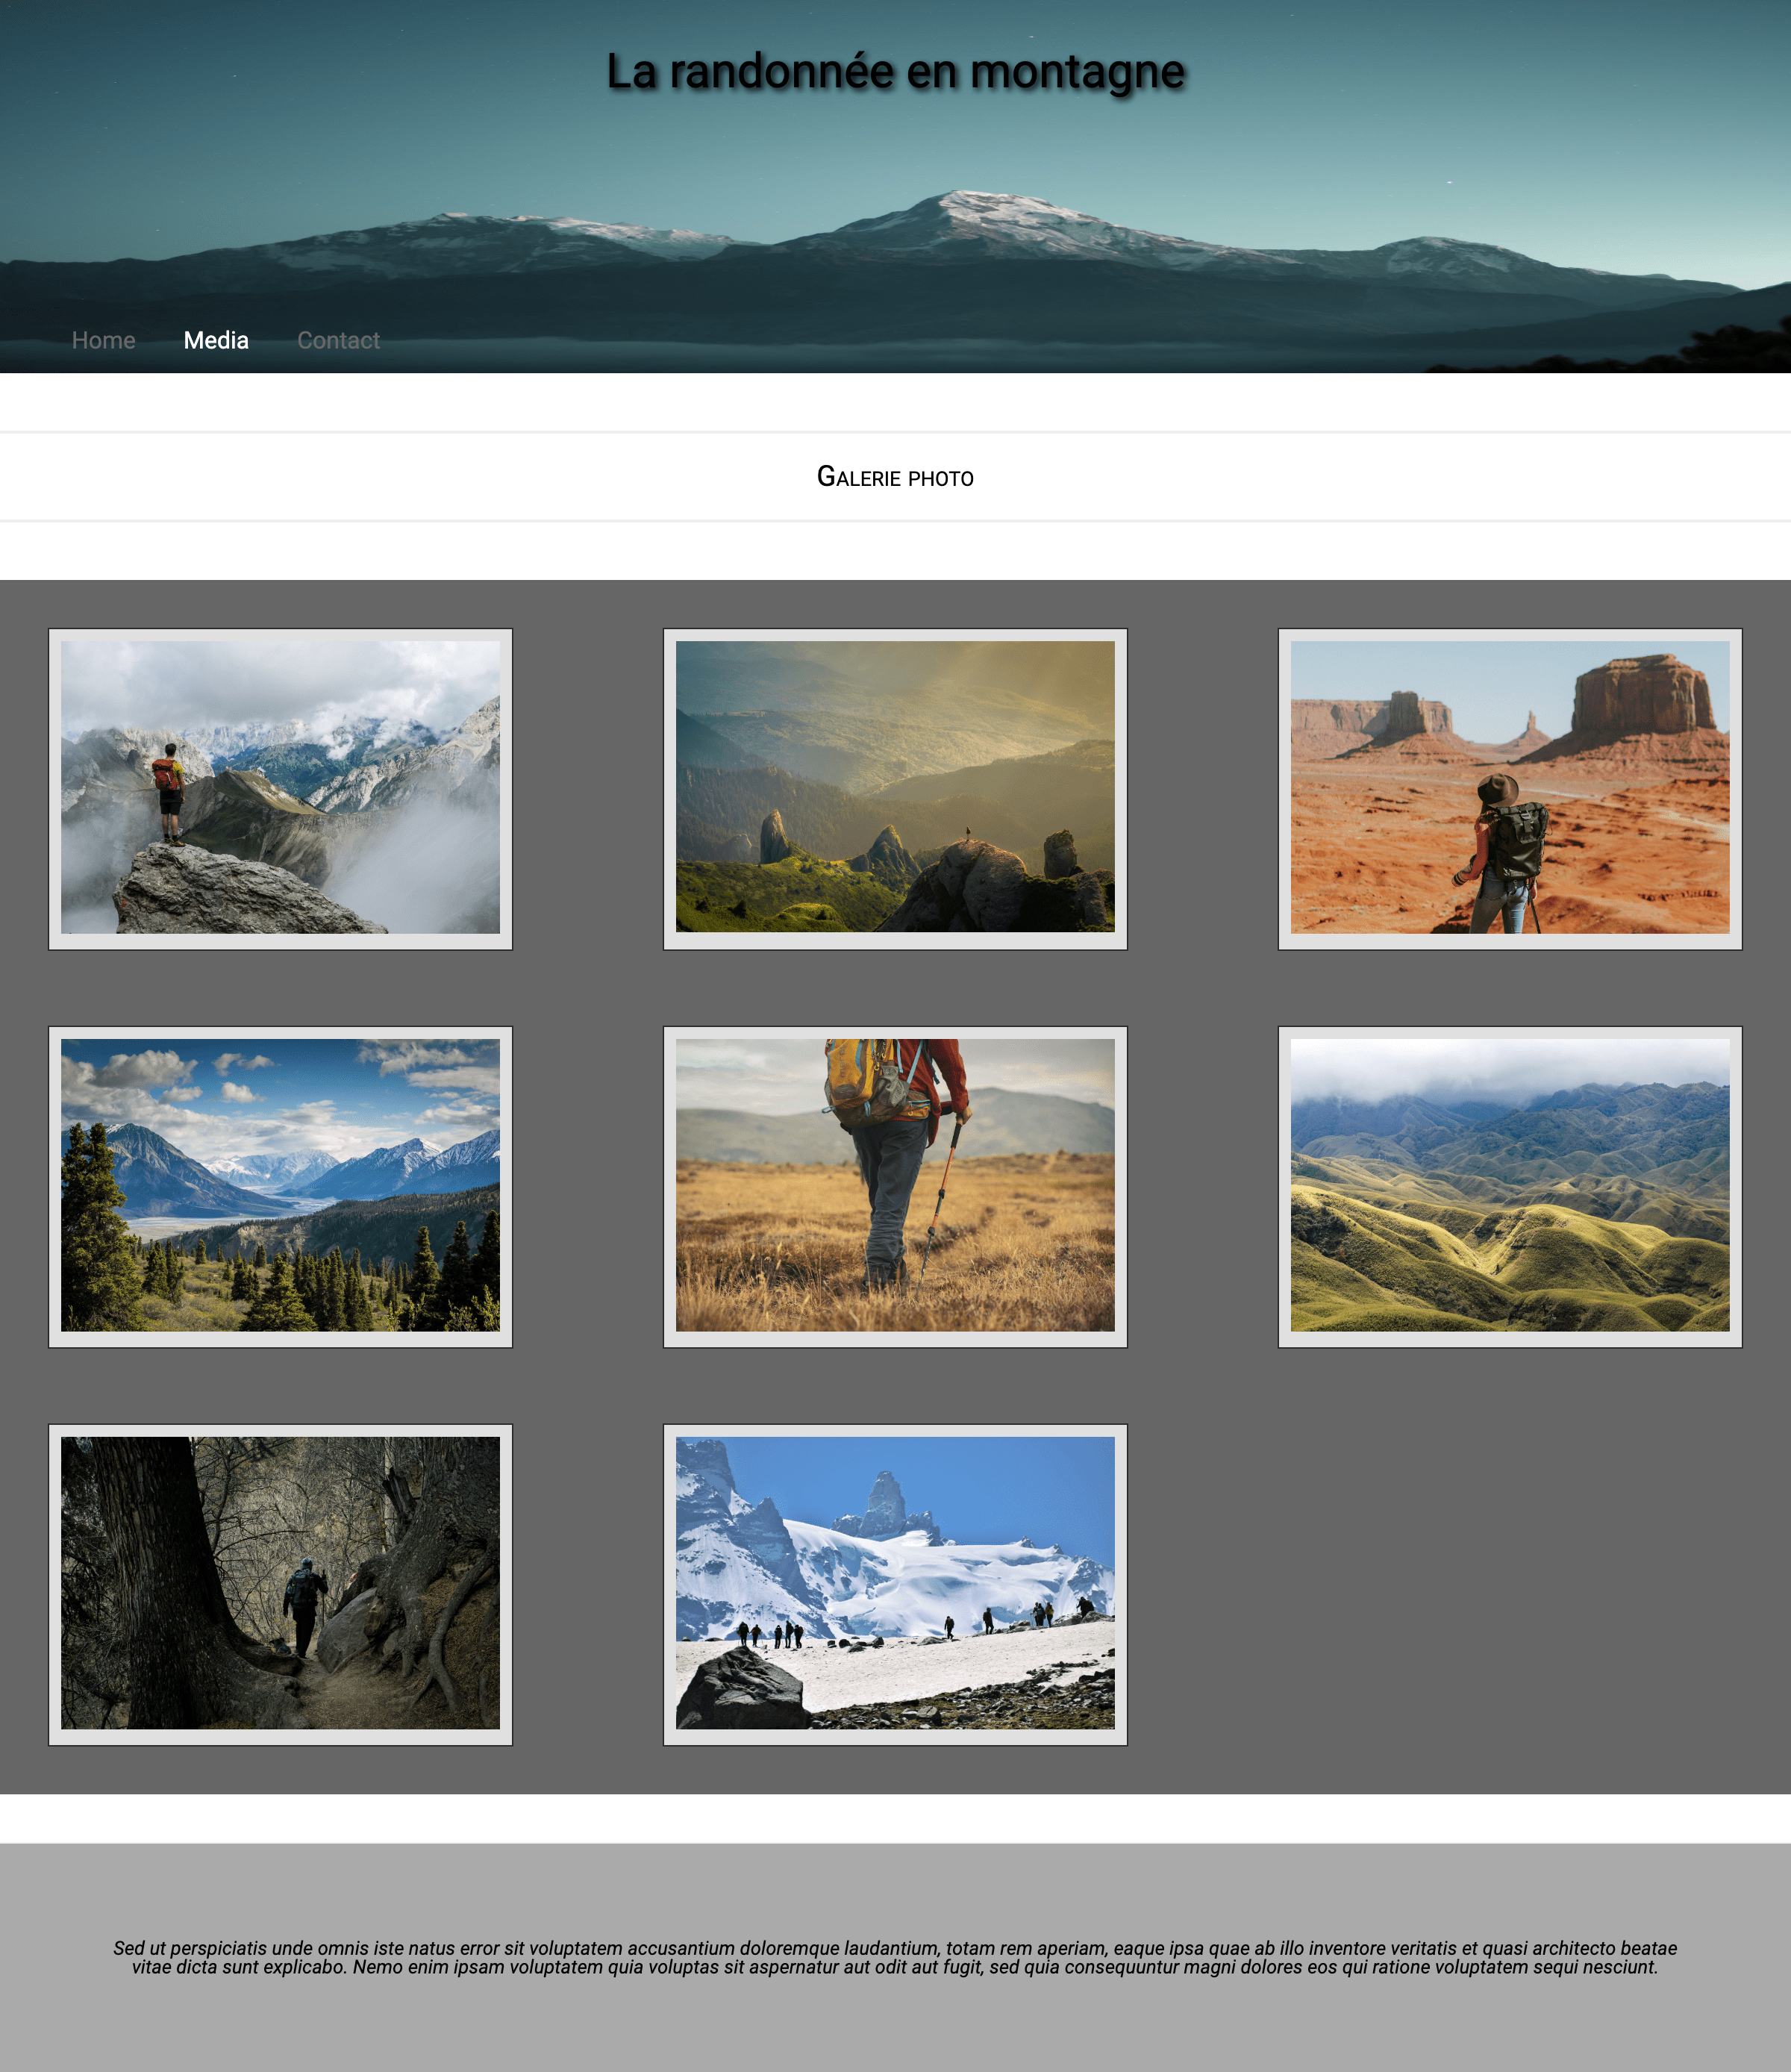 La randonnée en montagne
Home Media Contact
Galerie photo
Sed ut perspiciatis unde omnis iste natus error sit voluptatem accusantium doloremque laudantium, totam rem aperiam, eaque ipsa quae ab illo inventore veritatis et quasi architecto beatae
vitae dicta sunt explicabo. Nemo enim ipsam voluptatem quia voluptas sit aspernatur aut odit aut fugit, sed quia consequuntur magni dolores eos qui ratione voluptatem sequi nesciunt.